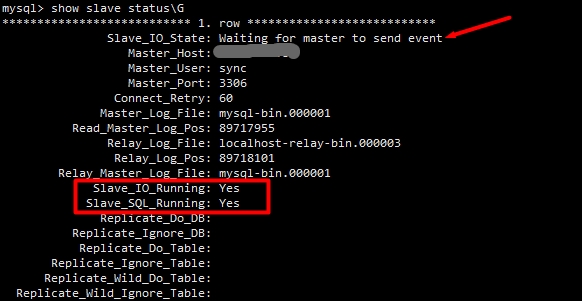 mysql> show slave status\G
*************************** 1. row ***************************
Slave_IO_State: Waiting for master to send event
Master_Host:
Master_User: sync
Master_Port: 3306
Connect_Retry: 60
Master_Log_File: mysql-bin.000001
Read_Master_Log_Pos: 89717955
Relay_Log_File: localhost-relay-bin.000003
Relay_Log_Pos: 89718101
Relay_Master_Log_File: mysql-bin.000001
Slave_IO_Running: Yes
Slave_SQL_Running: Yes
Replicate_Do_DB:
Replicate_Ignore_DB:
Replicate_Do_Table:
Replicate_Ignore_Table:
Replicate_Wild_Do_Table:
Replicate_Wild_Ignore_Table: